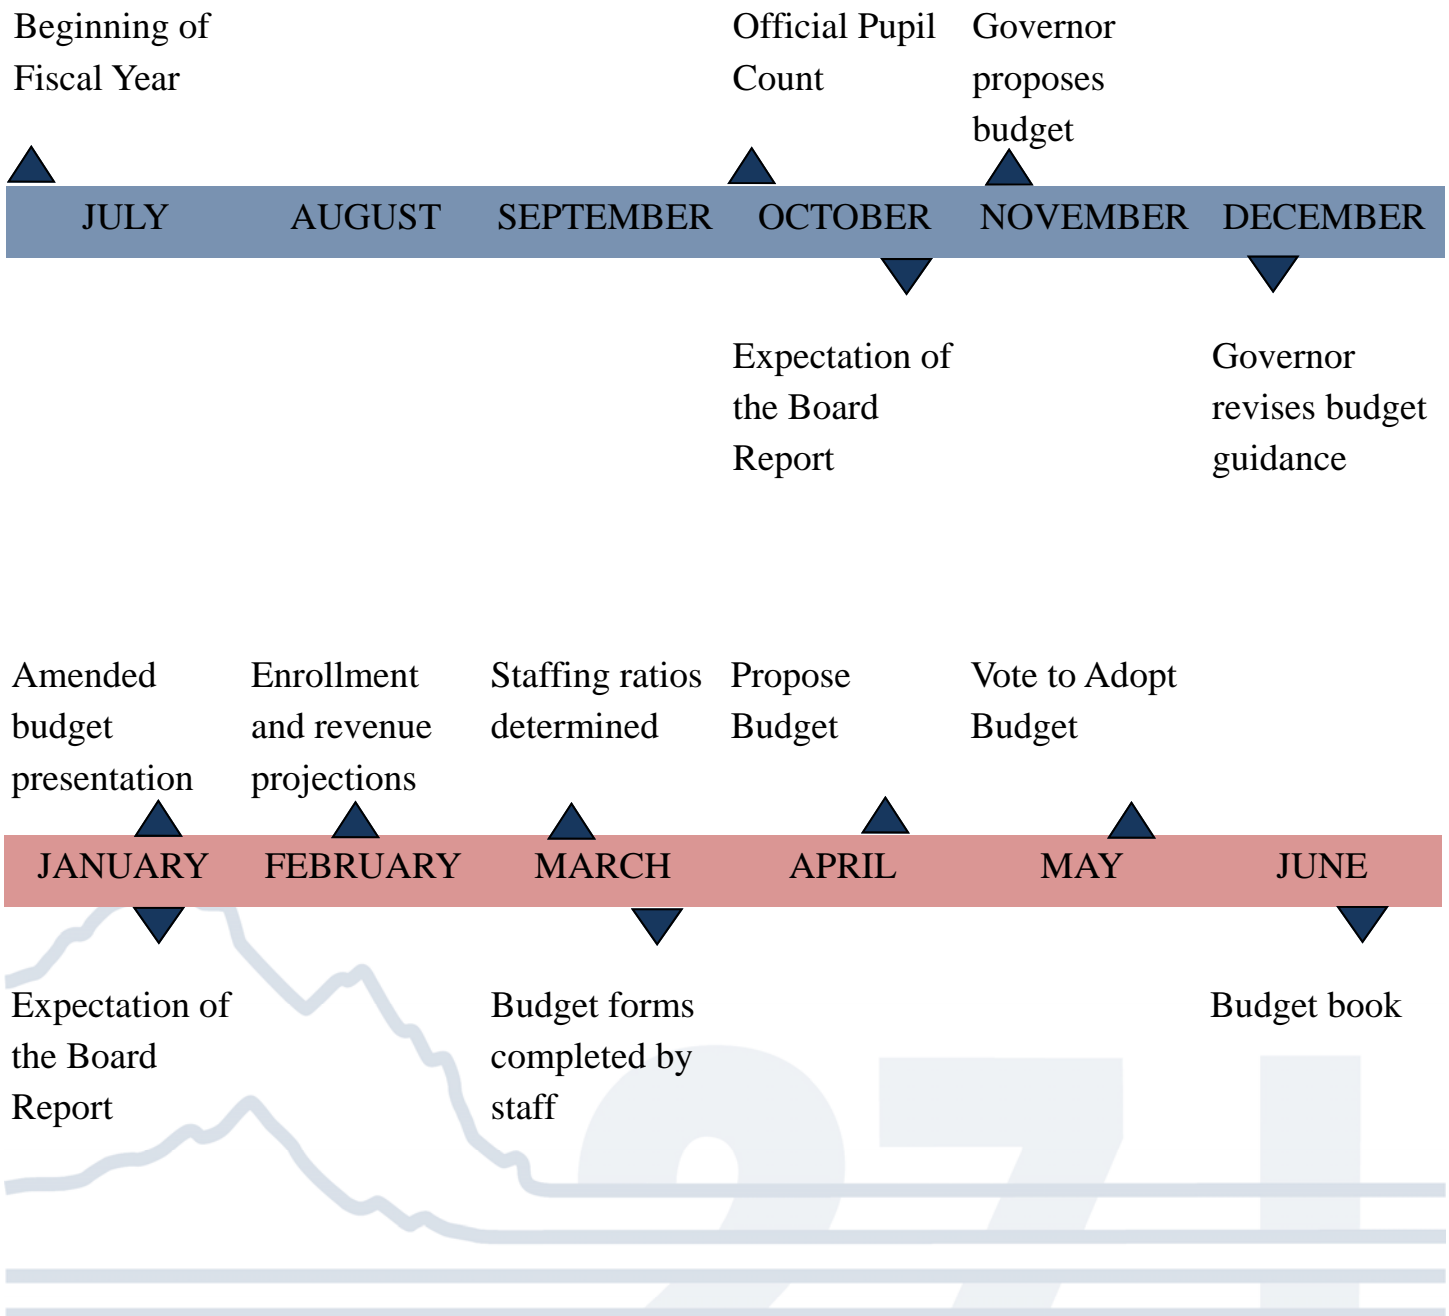 Beginning of
Fiscal Year
Official Pupil
Count
Governor
proposes
budget
JULY AUGUST SEPTEMBER OCTOBER NOVEMBER DECEMBER
Expectation of
the Board
Report
Governor
revises budget
guidance
Amended
budget
presentation
Enrollment
and revenue
projections
Staffing ratios
determined
Propose
Budget
Vote to Adopt
Budget
JANUARY FEBRUARY MARCH APRIL MAY JUNE
Expectation of
the Board
Report
Budget forms
completed by
staff
Budget book
27J